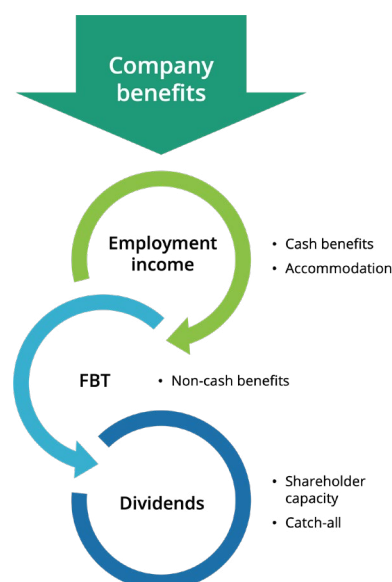 Company
benefits
Employment
income
• Cash benefits
• Accommodation
FBT
• Non-cash benefits
Dividends
• Shareholder
capacity
• Catch-all